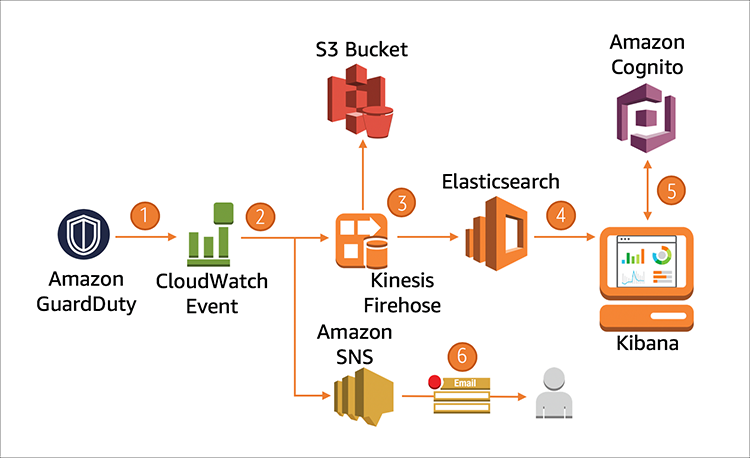 S3 Bucket
Amazon
Cognito
1
2
3
Elasticsearch
4
5
Amazon
GuardDuty
CloudWatch
Event
Kinesis
Firehose
Kibana
Amazon
SNS
6
Email